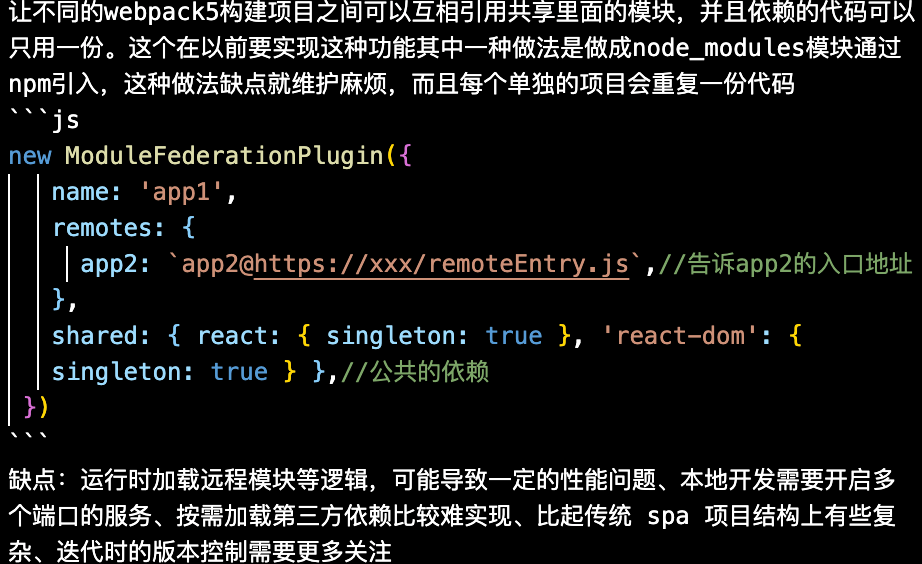 让不同的webpack5构建项目之间可以互相引用共享里面的模块，并且依赖的代码可以
只用一份。这个在以前要实现这种功能其中一种做法是做成node_modules模块通过
npm引入，这种做法缺点就维护麻烦，而且每个单独的项目会重复一份代码
```js
new ModuleFederationPlugin({
name: 'app1',
remotes: {
app2: `app2@https://xxx/remoteEntry.js`,//告诉app2的入口地址
},
shared: { react: { singleton: true }, 'react-dom': {
singleton: true } },//公共的依赖
})
```
缺点：运行时加载远程模块等逻辑，可能导致一定的性能问题、本地开发需要开启多
个端口的服务、按需加载第三方依赖比较难实现、比起传统 spa 项目结构上有些复
杂、迭代时的版本控制需要更多关注